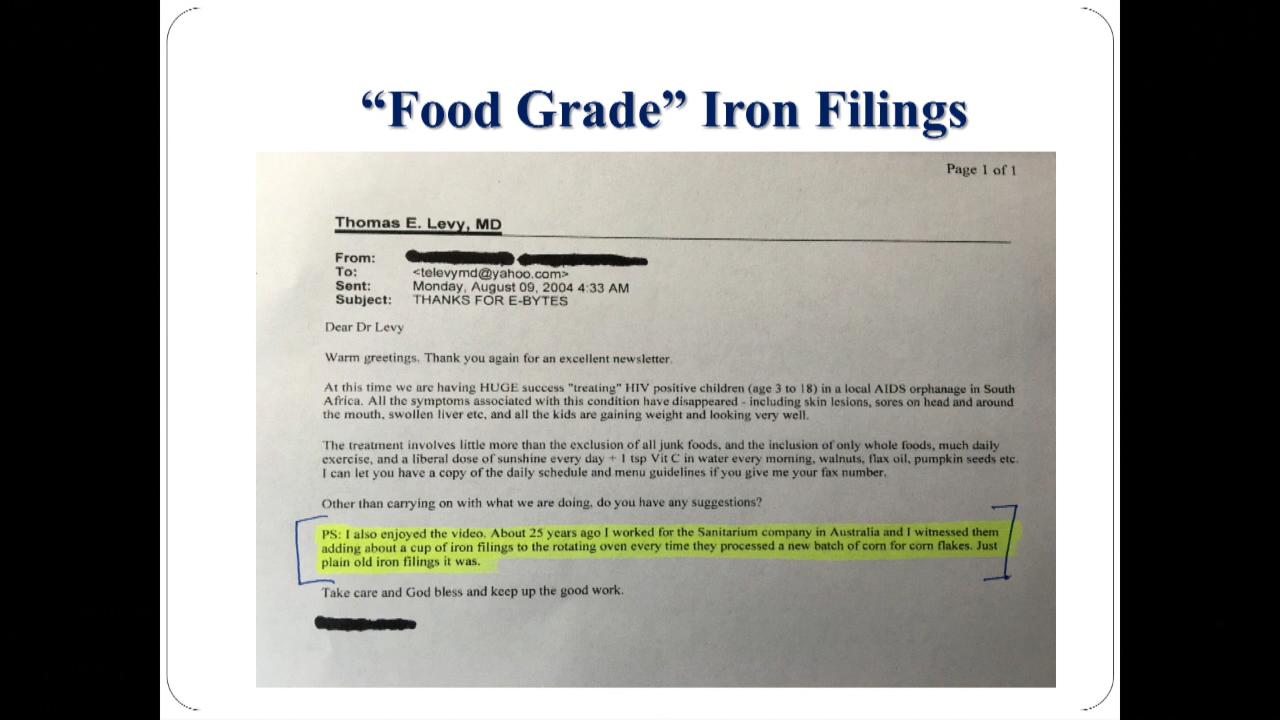 “Food Grade” Iron Filings
Page 1 of 1
Thomas E. Levy, MD
From:
To: <televymd@yahoo.com>
Sent: Monday, August 09, 2004 4:33 AM
Subject: THANKS FOR E-BYTES
Dear Dr Levy
Warm greetings. Thank you again for an excellent newsletter.
At this time we are having HUGE success "treating" HIV positive children (age 3 to 18) in a local AIDS orphanage in South
Africa. All the symptoms associated with this condition have disappeared - including skin lesions, sores on head and around
the mouth, swollen liver etc, and all the kids are gaining weight and looking very well.
The treatment involves little more than the exclusion of all junk foods, and the inclusion of only whole foods, much daily
exercise, and a liberal dose of sunshine every day + 1 tsp Vit C in water every morning, walnuts, flax oil, pumpkin seeds etc.
I can let you have a copy of the daily schedule and menu guidelines if you give me your fax number.
Other than carrying on with what we are doing, do you have any suggestions?
PS: I also enjoyed the video. About 25 years ago I worked for the Sanitarium company in Australia and I witnessed them
adding about a cup of iron filings to the rotating oven every time they processed a new batch of corn for corn flakes. Just
plain old iron filings it was.
Take care and God bless and keep up the good work.